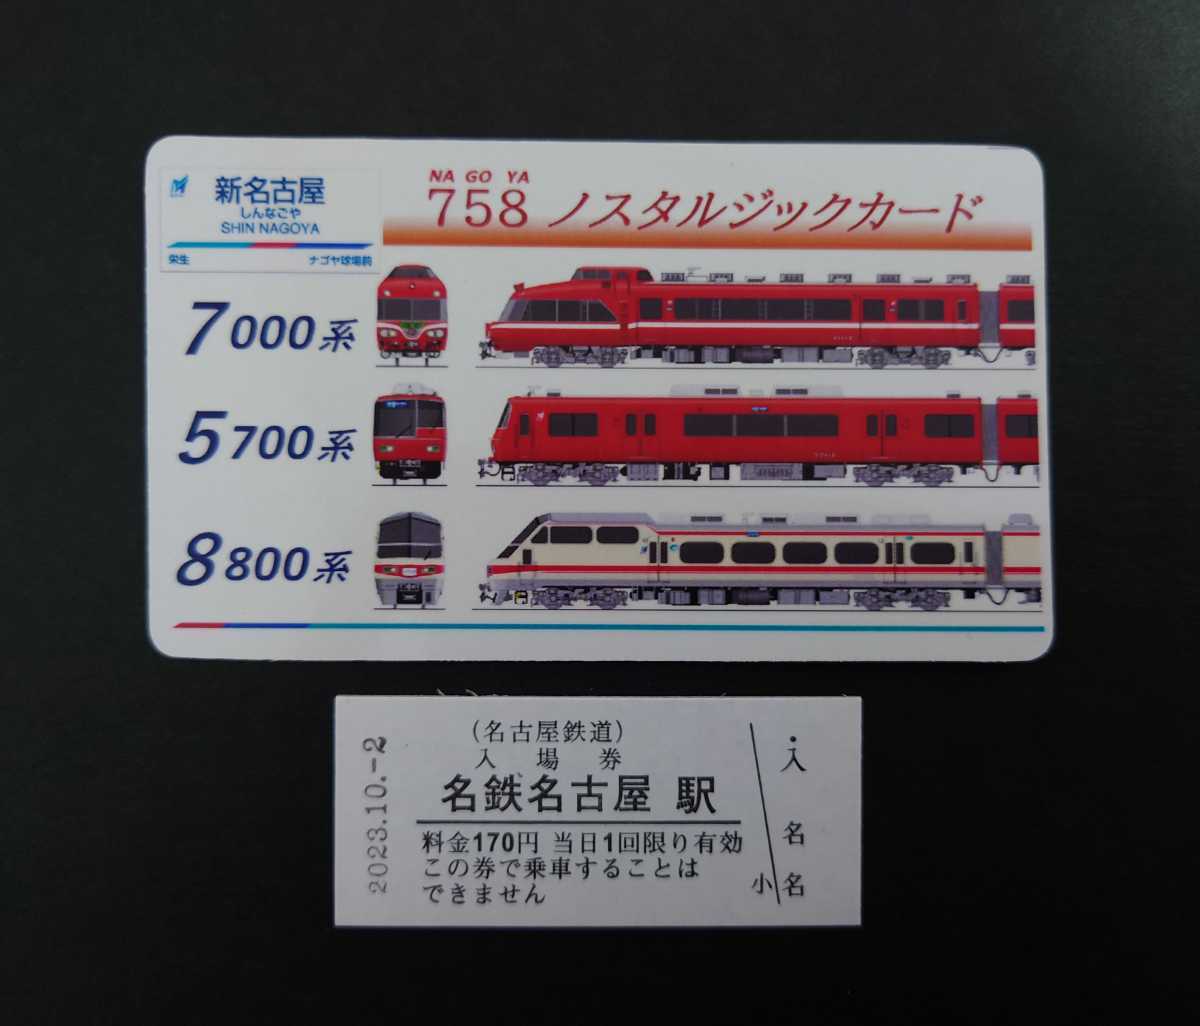 新名古屋
しんなごや
SHIN NAGOYA
栄生 ナゴヤ球場前
NA GO YA
758 ノスタルジックカード
7000系
5700系
8800系
(名古屋鉄道)
入場券
名鉄名古屋 駅
料金170円 当日1回限り有効
この券で乗車することは
できません
2023.10.-2
小
・入
名
名